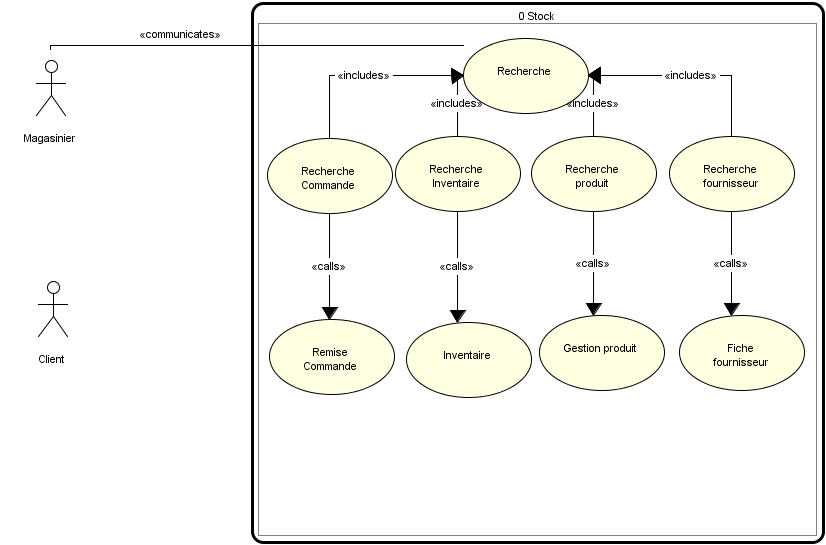 0 Stock
«communicates»
Recherche
«includes»
«includes»
«includes»
«includes»
Magasinier
Recherche
Commande
Recherche
Inventaire
Recherche
produit
Recherche
fournisseur
«calls»
«calls»
«calls»
«calls»
Client
Remise
Commande
Inventaire
Gestion produit
Fiche
fournisseur